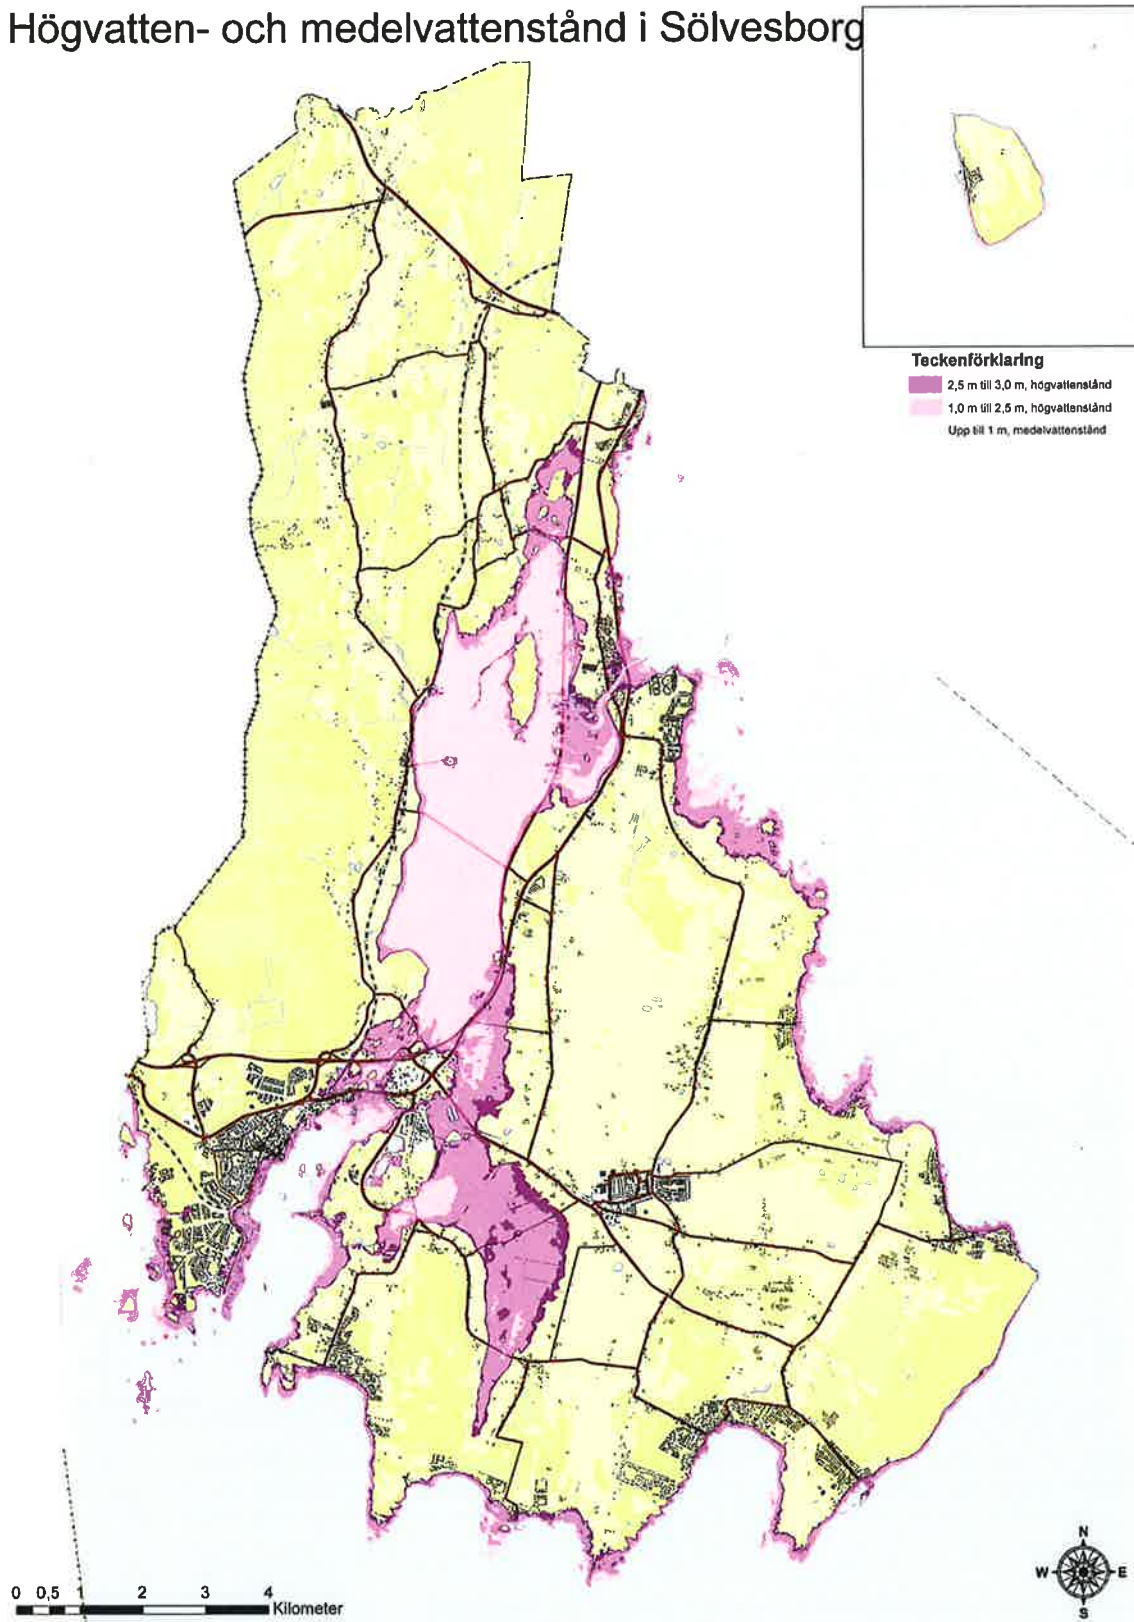 Högvatten- och medelvattenstånd i Sölvesborg
Teckenförklaring
2,5 m till 3,0 m, högvattenstånd
1,0 m till 2,5 m, högvattenstånd
Upp till 1 m, medelvattenstånd
N
W E
S
0 0,5 1 2 3 4
Kilometer